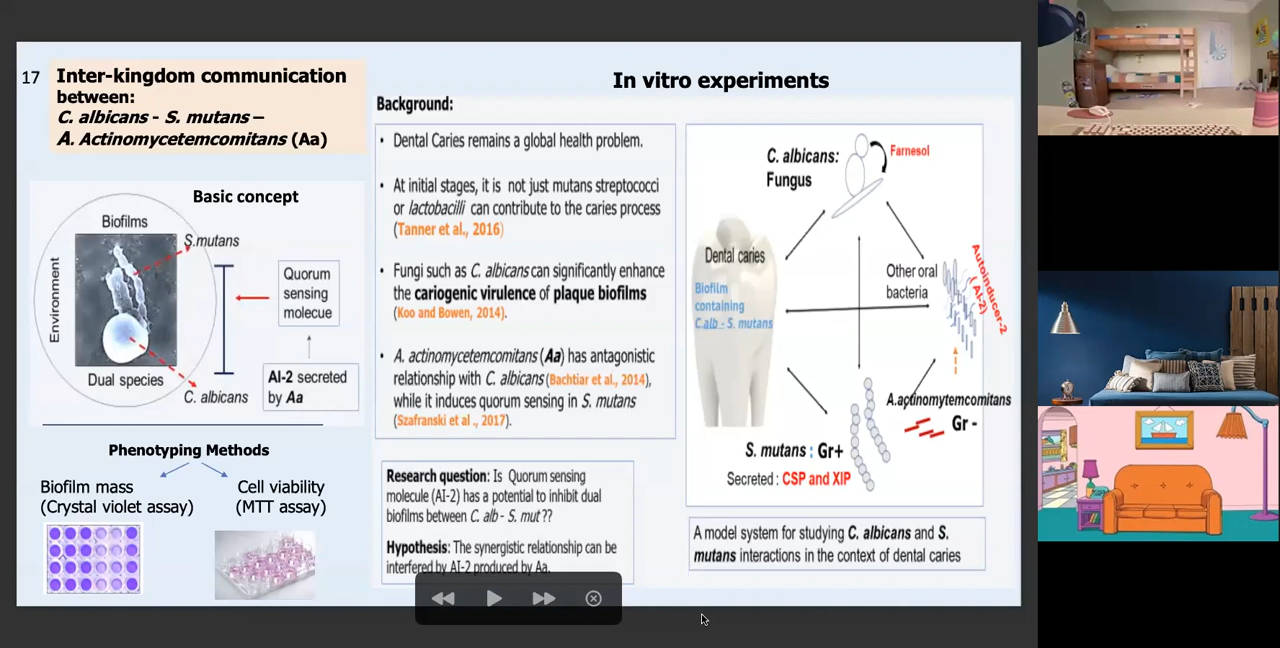 17
Inter-kingdom communication
between:
C. albicans - S. mutans –
A. Actinomycetemcomitans (Aa)
Basic concept
Biofilms
Environment
S.mutans
Dual species
C. albicans
Quorum
sensing
molecue
AI-2 secreted
by Aa
Phenotyping Methods
Biofilm mass
(Crystal violet assay)
Cell viability
(MTT assay)
In vitro experiments
Background:
• Dental Caries remains a global health problem.
• At initial stages, it is not just mutans streptococci
or lactobacilli can contribute to the caries process
(Tanner et al., 2016)
• Fungi such as C. albicans can significantly enhance
the cariogenic virulence of plaque biofilms
(Koo and Bowen, 2014).
• A. actinomycetemcomitans (Aa) has antagonistic
relationship with C. albicans (Bachtiar et al., 2014),
while it induces quorum sensing in S. mutans
(Szafranski et al ., 2017).
Research question: Is Quorum sensing
molecule (AI-2) has a potential to inhibit dual
biofilms between C. alb - S. mut ??
Hypothesis: The synergistic relationship can be
interfered by AI-2 produced by Aa.
C. albicans:
Fungus
Farnesol
Dental caries
Biofilm
containing
C.alb - S. mutans
Other oral
bacteria
Autoinducer-2
(AI-2)
A.actinomytemcomitans
Gr -
S. mutans : Gr+
Secreted : CSP and XIP
A model system for studying C. albicans and S.
mutans interactions in the context of dental caries